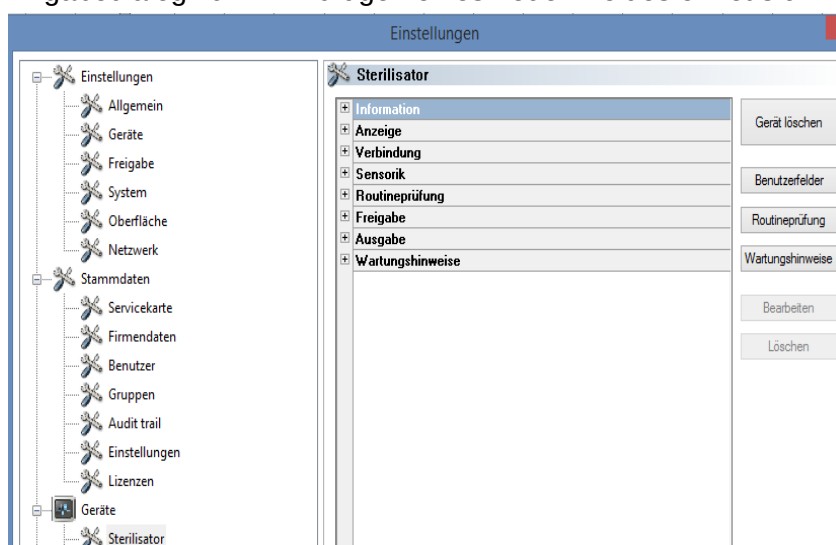 Einstellungen
Einstellungen
Allgemein
Geräte
Freigabe
System
Oberfläche
Netzwerk
Stammdaten
Servicekarte
Firmendaten
Benutzer
Gruppen
Audit trail
Einstellungen
Lizenzen
Geräte
Sterilisator
Sterilisator
Information
Anzeige
Verbindung
Sensorik
Routineprüfung
Freigabe
Ausgabe
Wartungshinweise
Gerät löschen
Benutzerfelder
Routineprüfung
Wartungshinweise
Bearbeiten
Löschen